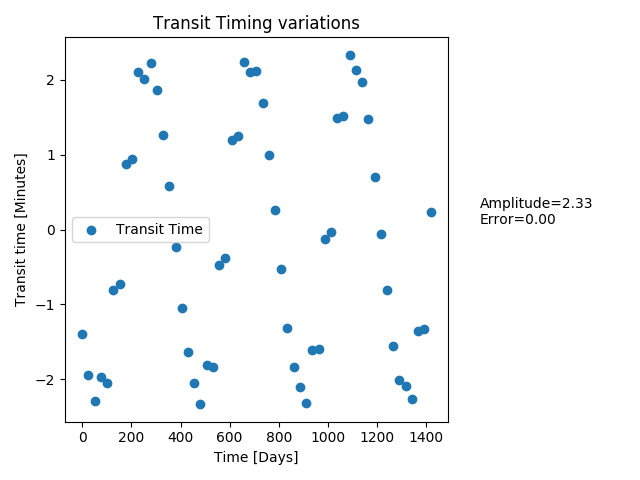 Transit Timing variations
Transit time [Minutes]
2
1
0
−1
−2
Transit Time
0
200
400
600
800
1000
1200
1400
Time [Days]
Amplitude=2.33
Error=0.00